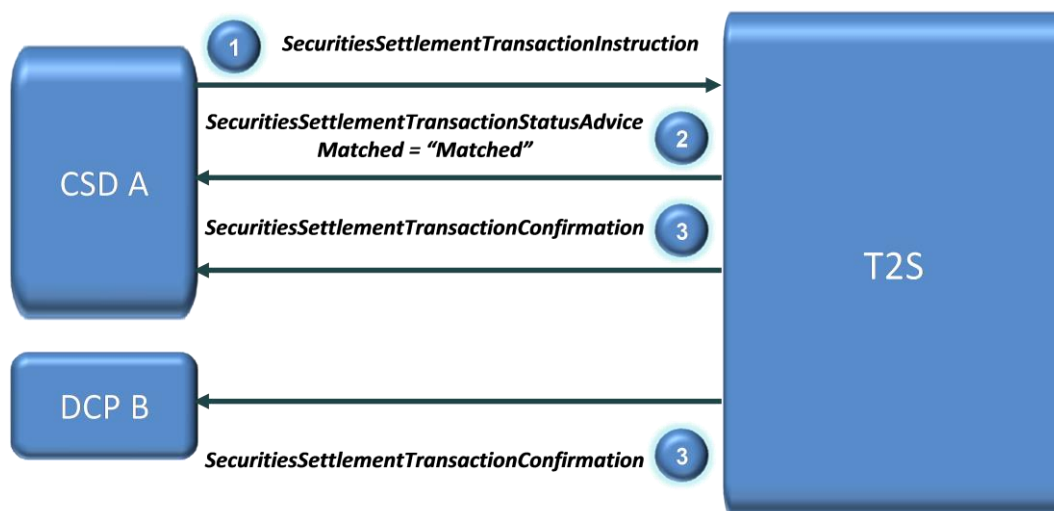 1
SecuritiesSettlementTransactionInstruction
SecuritiesSettlementTransactionStatusAdvice
Matched = “Matched”
2
CSD A
SecuritiesSettlementTransactionConfirmation
3
T2S
DCP B
SecuritiesSettlementTransactionConfirmation
3